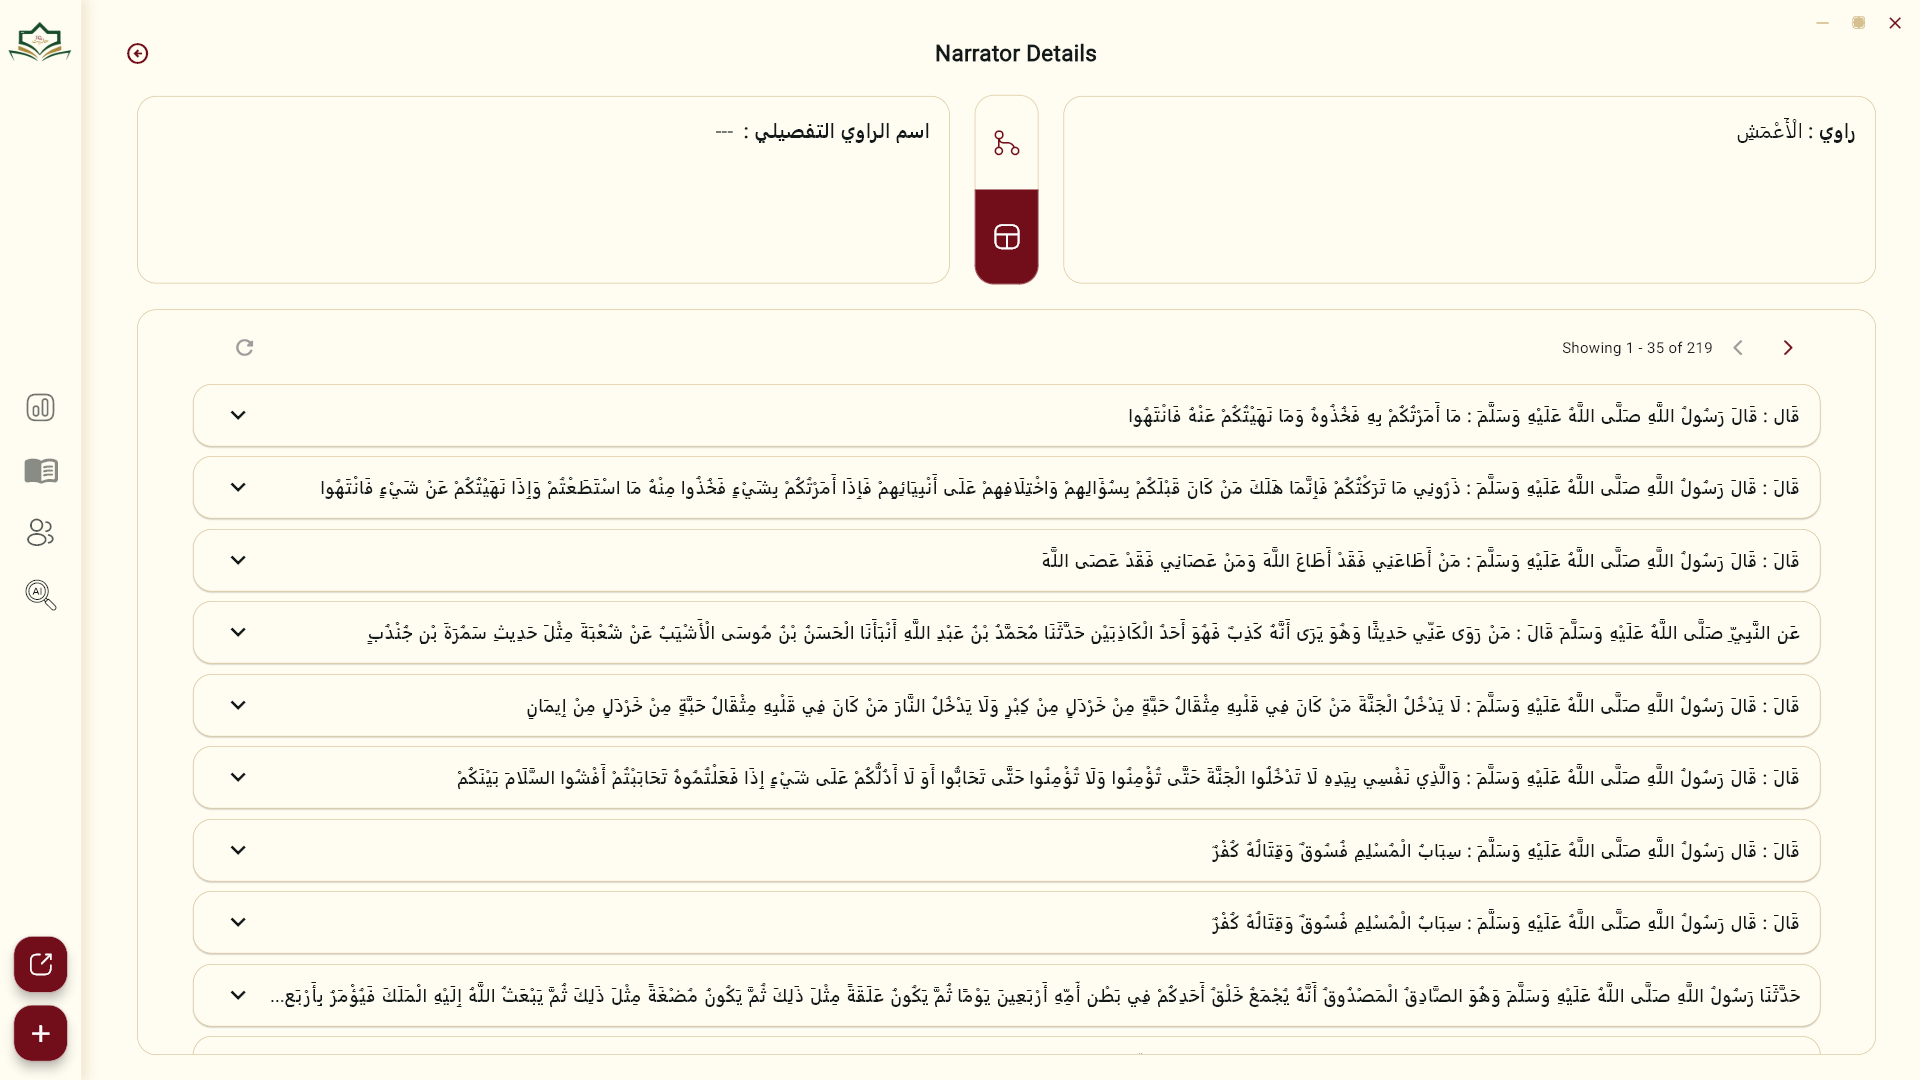 Narrator Details
راوي : الْأَعْمَشِ
اسم الراوي التفصيلي : ---
Showing 1 - 35 of 219
قَال : قَالَ رَسُولُ اللَّهِ صَلَّى اللَّهُ عَلَيْهِ وَسَلَّمَ : مَا أَمَرْتُكُمْ بِهِ فَخُذُوهُ وَمَا نَهَيْتُكُمْ عَنْهُ فَانْتَهُوا
قَالَ : قَالَ رَسُولُ اللَّهِ صَلَّى اللَّهُ عَلَيْهِ وَسَلَّمَ : ذَرُونِي مَا تَرَكْتُكُمْ فَإِنَّمَا هَلَكَ مَنْ كَانَ قَبْلَكُمْ بِسُؤَالِهِمْ وَاخْتِلَافِهِمْ عَلَى أَنْبِيَائِهِمْ فَإِذَا أَمَرْتُكُمْ بِشَيْءٍ فَخُذُوا مِنْهُ مَا اسْتَطَعْتُمْ وَإِذَا نَهَيْتُكُمْ عَنْ شَيْءٍ فَانْتَهُوا
قَالَ : قَالَ رَسُولُ اللَّهِ صَلَّى اللَّهُ عَلَيْهِ وَسَلَّمَ : مَنْ أَطَاعَنِي فَقَدْ أَطَاعَ اللَّهَ وَمَنْ عَصَانِي فَقَدْ عَصَى اللَّهَ
عَنِ النَّبِيِّ صَلَّى اللَّهُ عَلَيْهِ وَسَلَّمَ قَالَ : مَنْ رَوَى عَنِّي حَدِيثًا وَهُوَ يَرَى أَنَّهُ كَذِبٌ فَهُوَ أَحَدُ الْكَاذِبَيْنِ حَدَّثَنَا مُحَمَّدُ بْنُ عَبْدِ اللَّهِ أَنْبَأَنَا الْحَسَنُ بْنُ مُوسَى الْأَشْيَبُ عَنْ شُعْبَةَ مِثْلَ حَدِيثِ سَمُرَةَ بْنِ جُنْدُبٍ
قَالَ : قَالَ رَسُولُ اللَّهِ صَلَّى اللَّهُ عَلَيْهِ وَسَلَّمَ : لَا يَدْخُلُ الْجَنَّةَ مَنْ كَانَ فِي قَلْبِهِ مِثْقَالُ حَبَّةٍ مِنْ خَرْدَلٍ مِنْ كِبْرٍ وَلَا يَدْخُلُ النَّارَ مَنْ كَانَ فِي قَلْبِهِ مِثْقَالُ حَبَّةٍ مِنْ خَرْدَلٍ مِنْ إِيمَانٍ
قَالَ : قَالَ رَسُولُ اللَّهِ صَلَّى اللَّهُ عَلَيْهِ وَسَلَّمَ : وَالَّذِي نَفْسِي بِيَدِهِ لَا تَدْخُلُوا الْجَنَّةَ حَتَّى تُؤْمِنُوا وَلَا تُؤْمِنُوا حَتَّى تَحَابُّوا أَوَ لَا أَدُلُّكُمْ عَلَى شَيْءٍ إِذَا فَعَلْتُمُوهُ تَحَابَبْتُمْ أَفْشُوا السَّلَامَ بَيْنَكُمْ
قَالَ : قَال رَسُولُ اللَّهِ صَلَّى اللَّهُ عَلَيْهِ وَسَلَّمَ : سِبَابُ الْمُسْلِمِ فُسُوقٌ وَقِتَالُهُ كُفْرٌ
قَالَ : قَال رَسُولُ اللَّهِ صَلَّى اللَّهُ عَلَيْهِ وَسَلَّمَ : سِبَابُ الْمُسْلِمِ فُسُوقٌ وَقِتَالُهُ كُفْرٌ
حَدَّثَنَا رَسُولُ اللَّهِ صَلَّى اللَّهُ عَلَيْهِ وَسَلَّمَ وَهُوَ الصَّادِقُ الْمَصْدُوقُ أَنَّهُ يُجْمَعُ خَلْقُ أَحَدِكُمْ فِي بَطْنِ أُمِّهِ أَرْبَعِينَ يَوْمًا ثُمَّ يَكُونُ عَلَقَةً مِثْلَ ذَلِكَ ثُمَّ يَكُونُ مُضْغَةً مِثْلَ ذَلِكَ ثُمَّ يَبْعَثُ اللَّهُ إِلَيْهِ الْمَلَكَ فَيُؤْمَرُ بِأَرْبَعِ...
AI